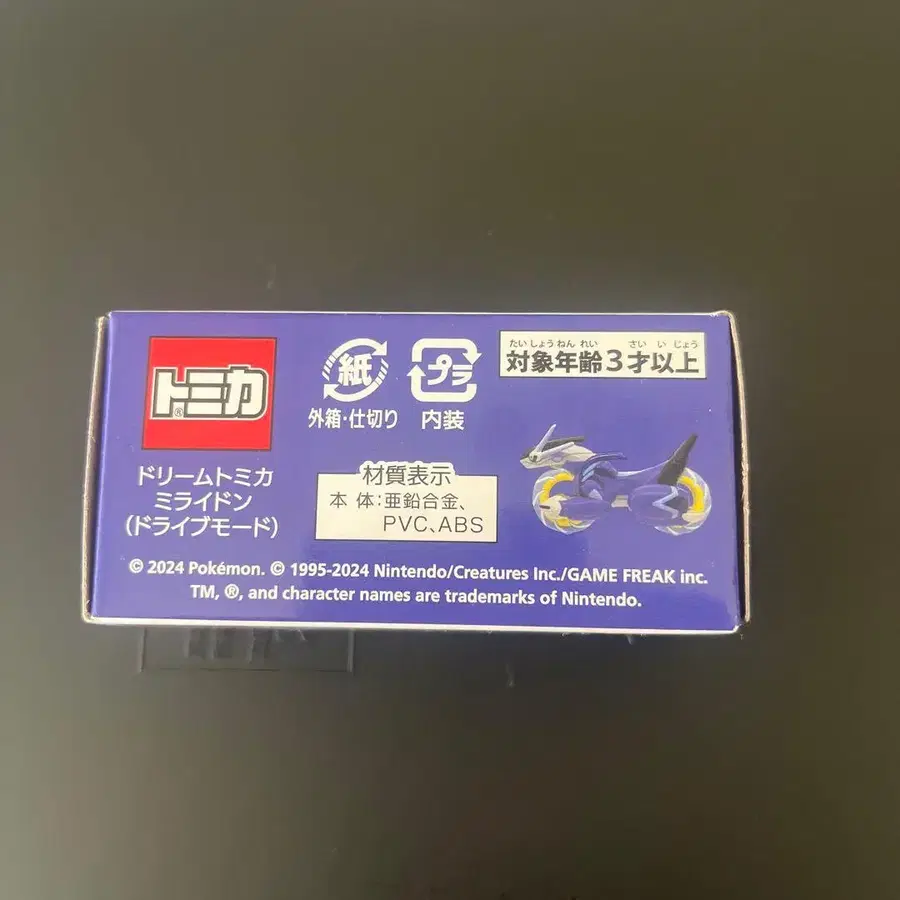 トミカ®
ドリームトミカ
ミライドン
(ドライブモード)
紙
外箱・仕切り
プラ
内装
たいしょうねんれい さいいじょう
対象年齢3才以上
材質表示
本体:亜鉛合金、
PVC、ABS
© 2024 Pokémon. © 1995-2024 Nintendo/Creatures Inc./GAME FREAK inc.
TM, ®, and character names are trademarks of Nintendo.